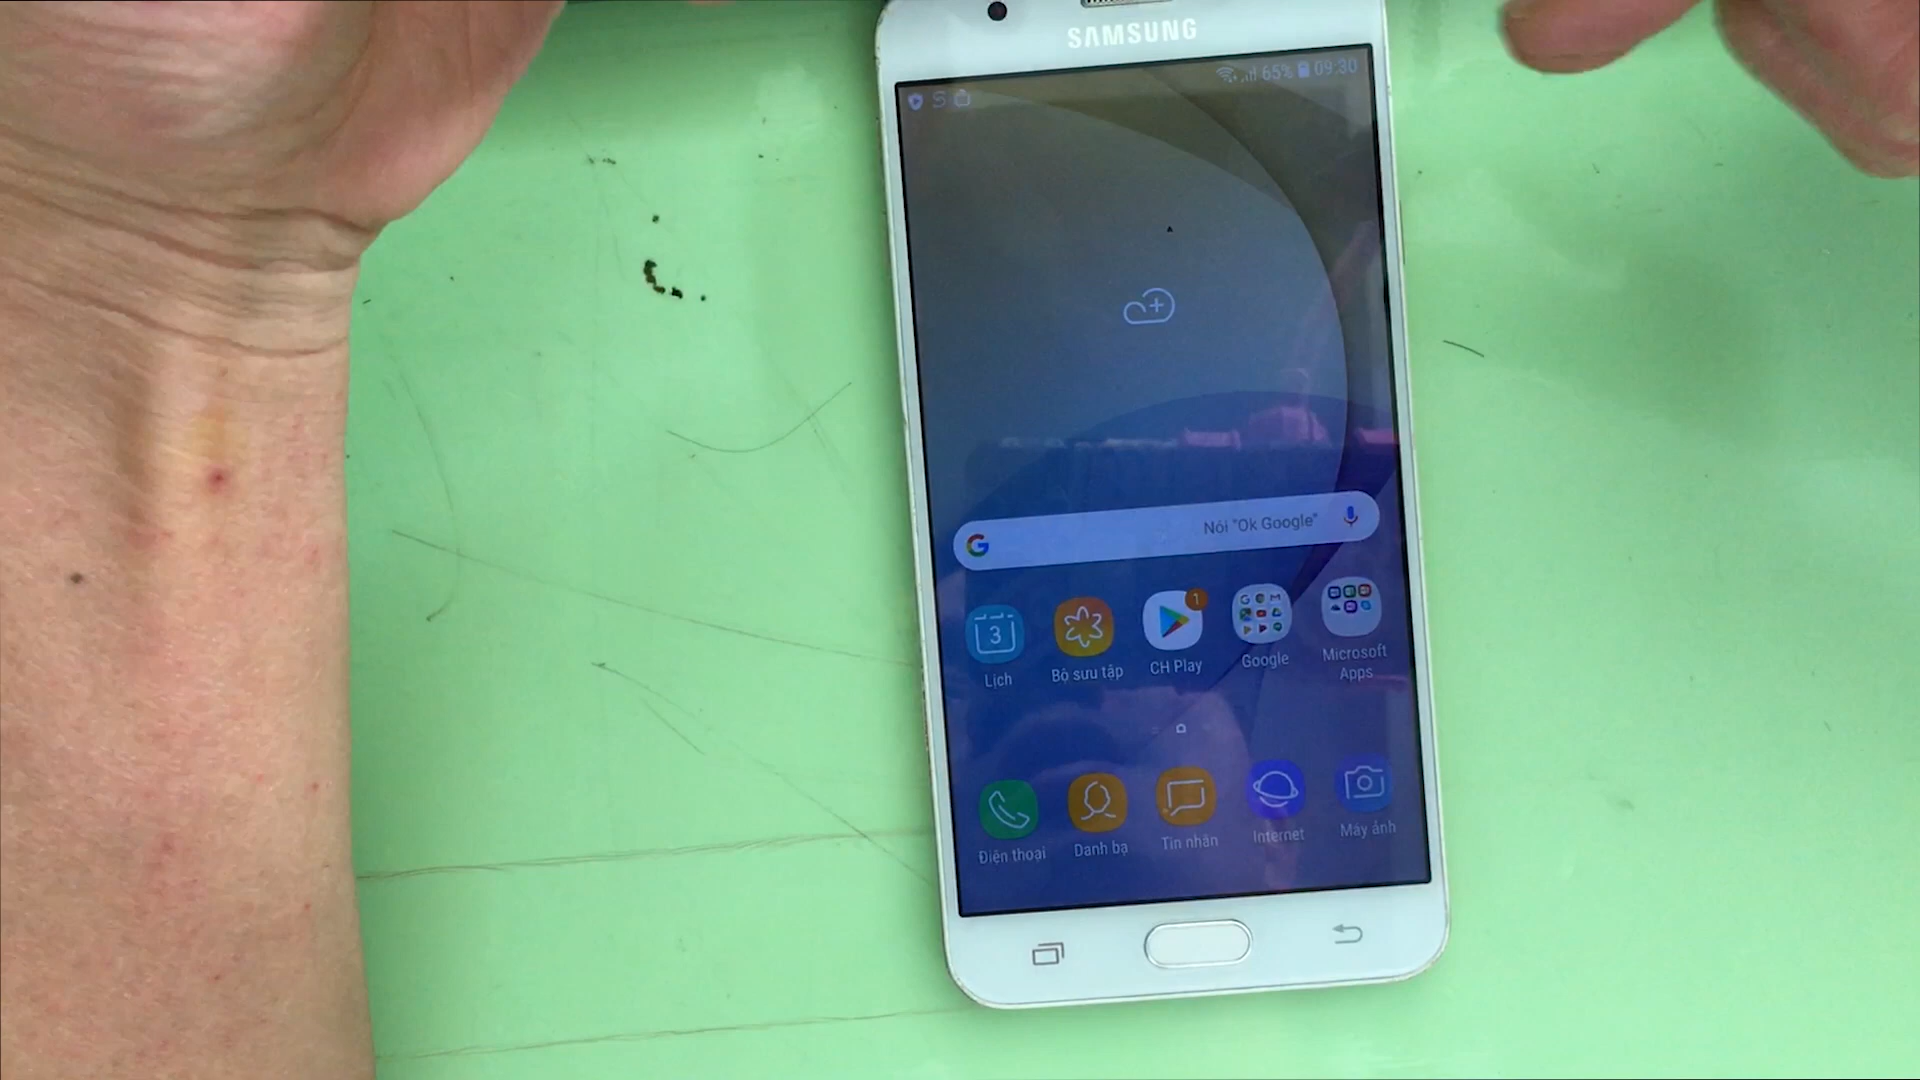 SAMSUNG
65% 09:30
Nói "Ok Google"
3
1
Lịch
Bộ sưu tập
CH Play
Google
Microsoft
Apps
Điện thoại
Danh bạ
Tin nhắn
Internet
Máy ảnh